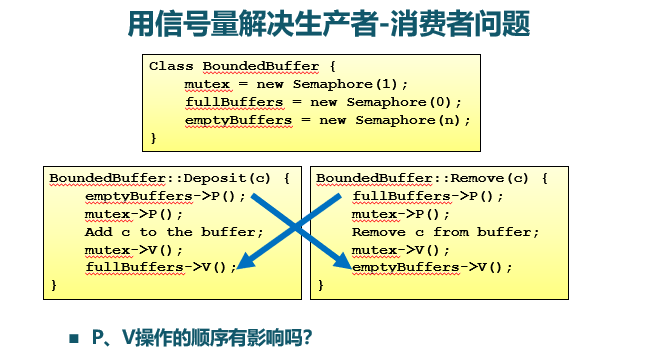 用信号量解决生产者-消费者问题
Class BoundedBuffer {
mutex = new Semaphore(1);
fullBuffers = new Semaphore(0);
emptyBuffers = new Semaphore(n);
}
BoundedBuffer::Deposit(c) {
emptyBuffers->P();
mutex->P();
Add c to the buffer;
mutex->V();
fullBuffers->V();
}
BoundedBuffer::Remove(c) {
fullBuffers->P();
mutex->P();
Remove c from buffer;
mutex->V();
emptyBuffers->V();
}
■ P、V操作的顺序有影响吗？